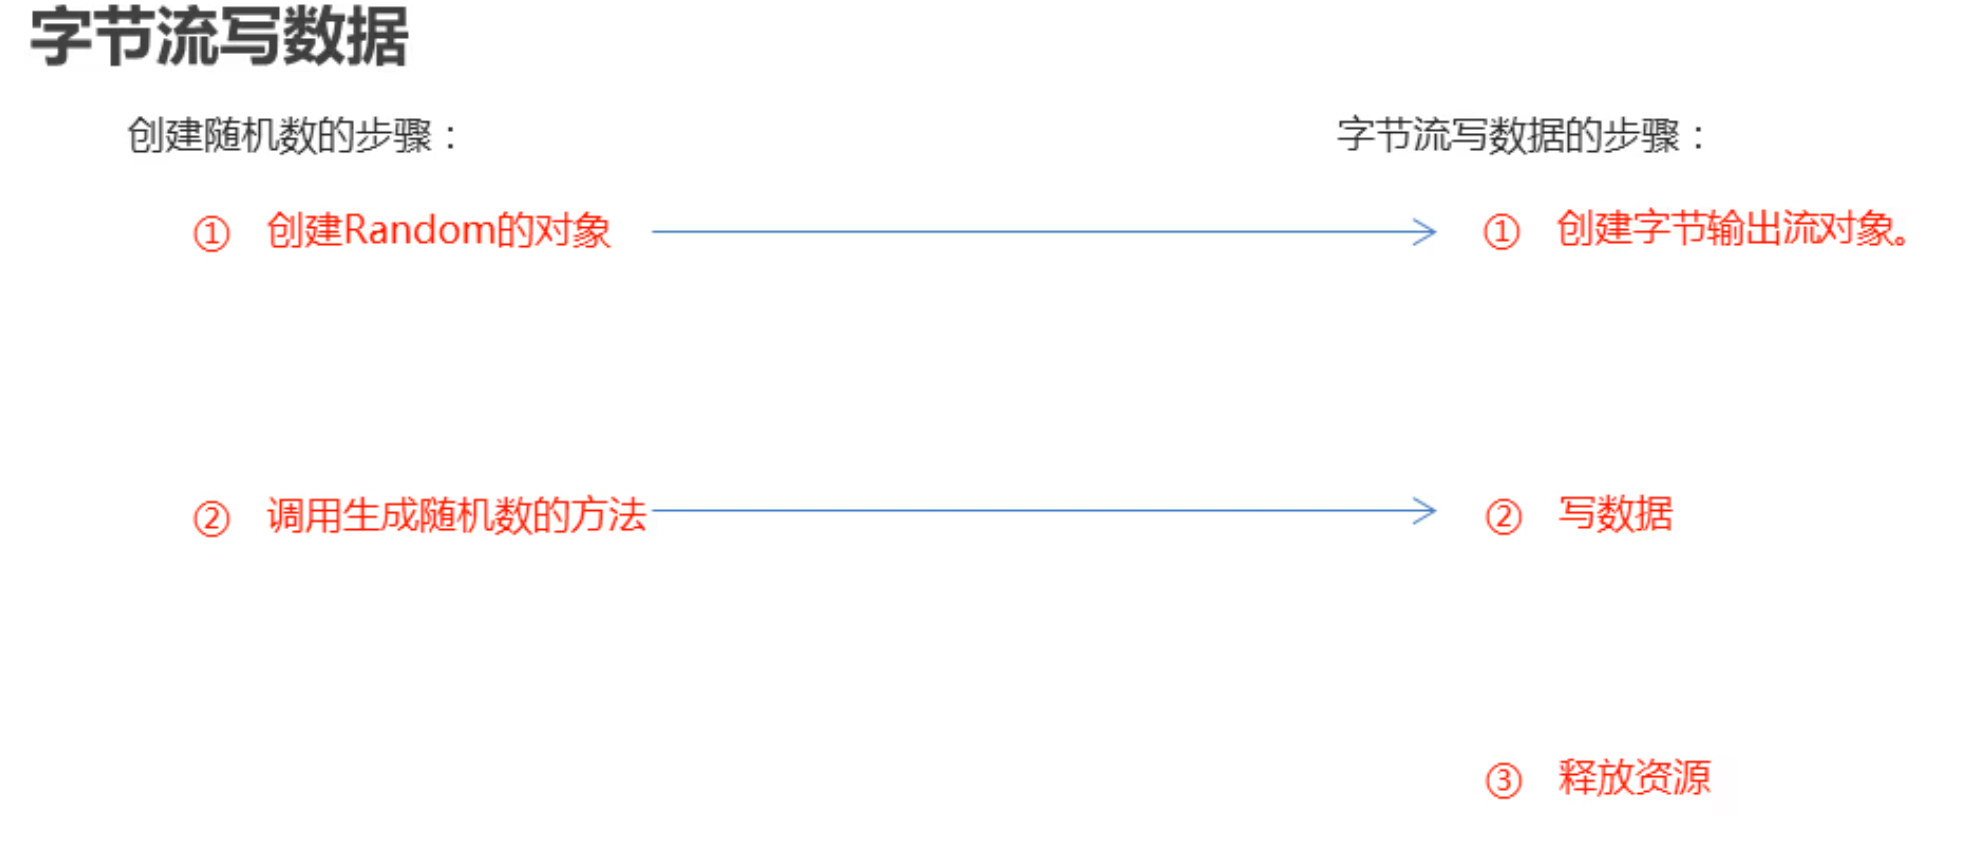 字节流写数据
创建随机数的步骤：
字节流写数据的步骤：
① 创建Random的对象
① 创建字节输出流对象。
② 调用生成随机数的方法
② 写数据
③ 释放资源